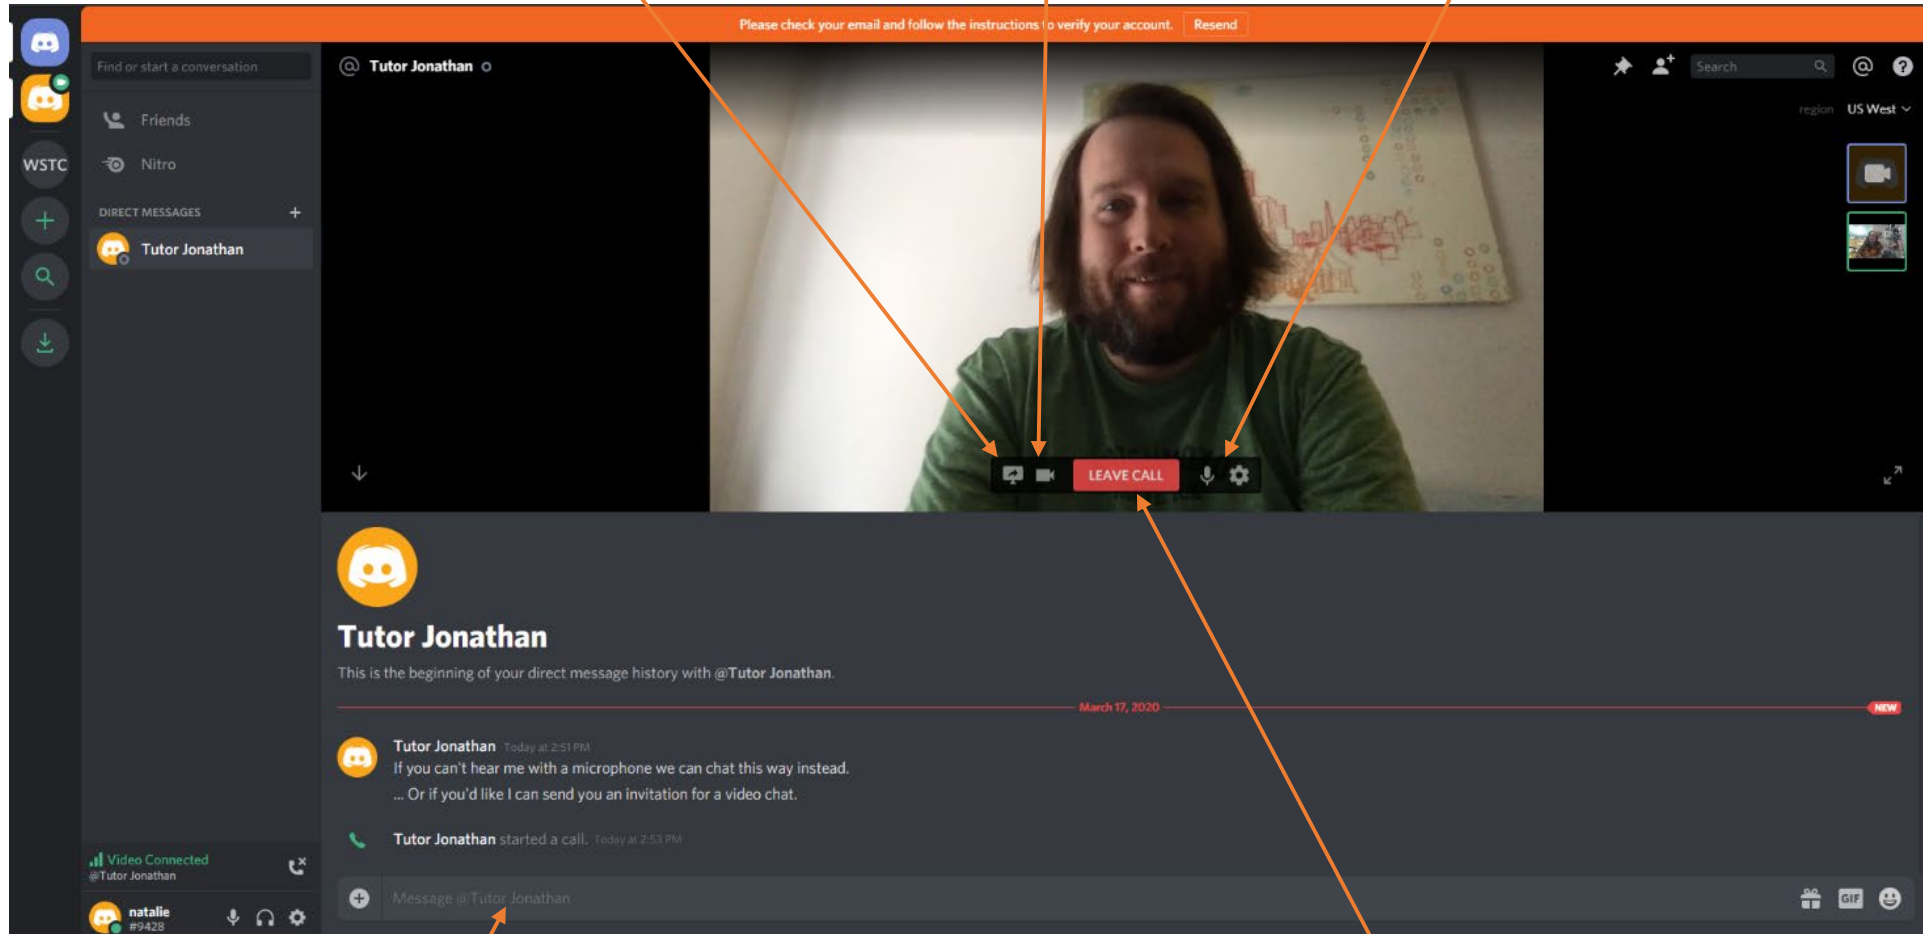 Please check your email and follow the instructions to verify your account. Resend
Find or start a conversation
@ Tutor Jonathan
Search
region US West
Friends
WSTC
Nitro
DIRECT MESSAGES +
Tutor Jonathan
LEAVE CALL
Tutor Jonathan
This is the beginning of your direct message history with @Tutor Jonathan.
March 17, 2020
NEW
Tutor Jonathan Today at 2:51 PM
If you can't hear me with a microphone we can chat this way instead.
... Or if you'd like I can send you an invitation for a video chat.
Tutor Jonathan started a call. Today at 2:53 PM
Video Connected
@Tutor Jonathan
Message @Tutor Jonathan
GIF
natalie
#9428